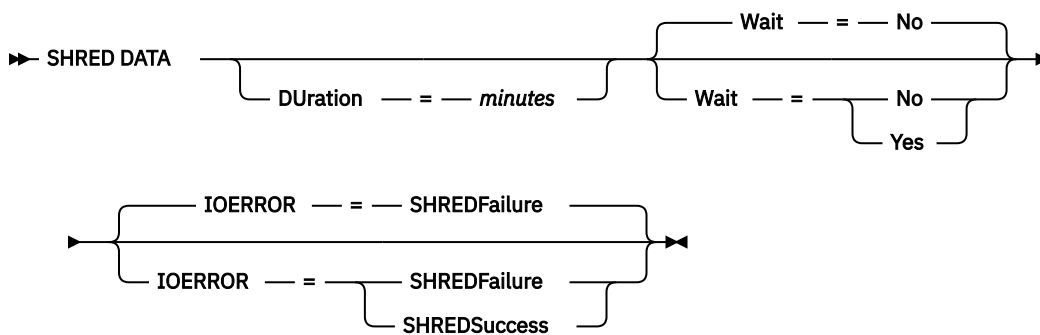 Wait = No
SHRED DATA
DUration = minutes
Wait = No
Yes
IOERROR = SHREDFailure
IOERROR = SHREDFailure
SHREDSuccess